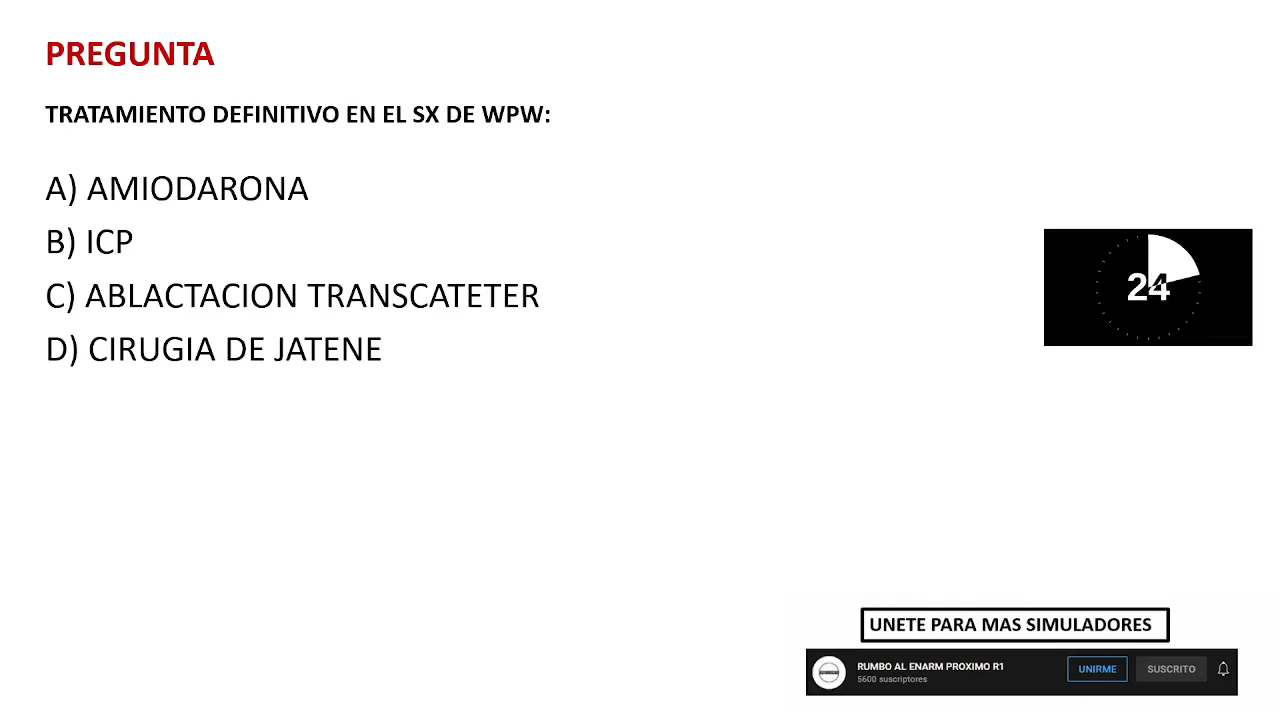 PREGUNTA
TRATAMIENTO DEFINITIVO EN EL SX DE WPW:
A) AMIODARONA
B) ICP
C) ABLACTACION TRANSCATETER
D) CIRUGIA DE JATENE
24
UNETE PARA MAS SIMULADORES
RUMBO AL ENARM PROXIMO R1
5600 suscriptores
UNIRME
SUSCRITO